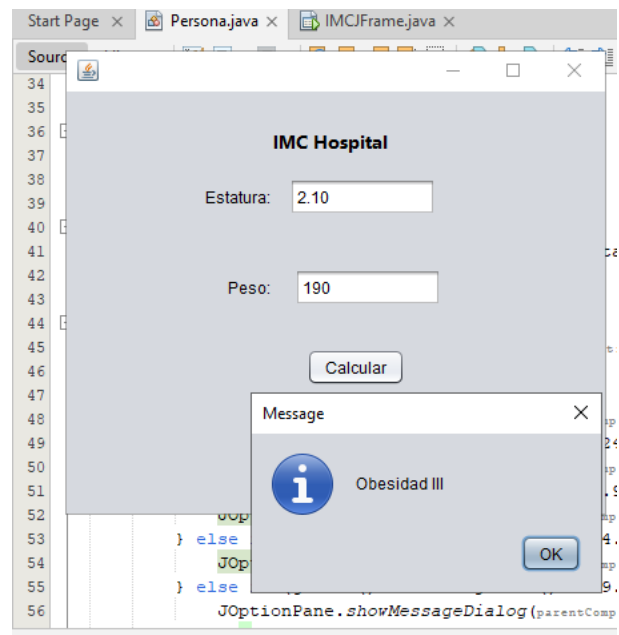 Start Page × Persona.java × IMCJFrame.java ×
34
35
36
IMC Hospital
37
38
Estatura: 2.10
39
40
41
42
Peso: 190
43
44
45
46
Calcular
47
48
Message
49
50
Obesidad III
51
52
53 } else
OK
54
55 } else
56 JOptionPane.showMessageDialog(